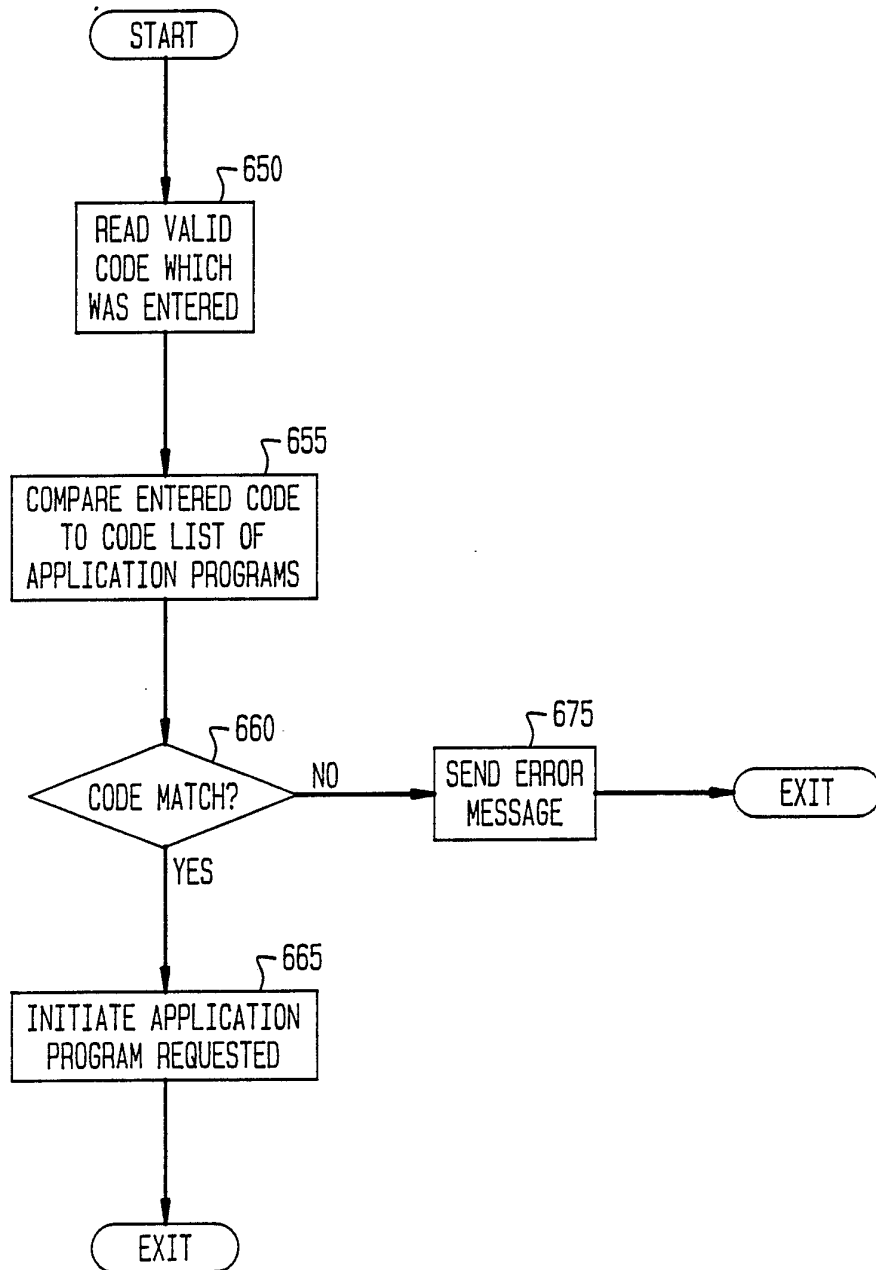 START
650
READ VALID
CODE WHICH
WAS ENTERED
655
COMPARE ENTERED CODE
TO CODE LIST OF
APPLICATION PROGRAMS
660
CODE MATCH?
NO
675
SEND ERROR
MESSAGE
EXIT
YES
665
INITIATE APPLICATION
PROGRAM REQUESTED
EXIT